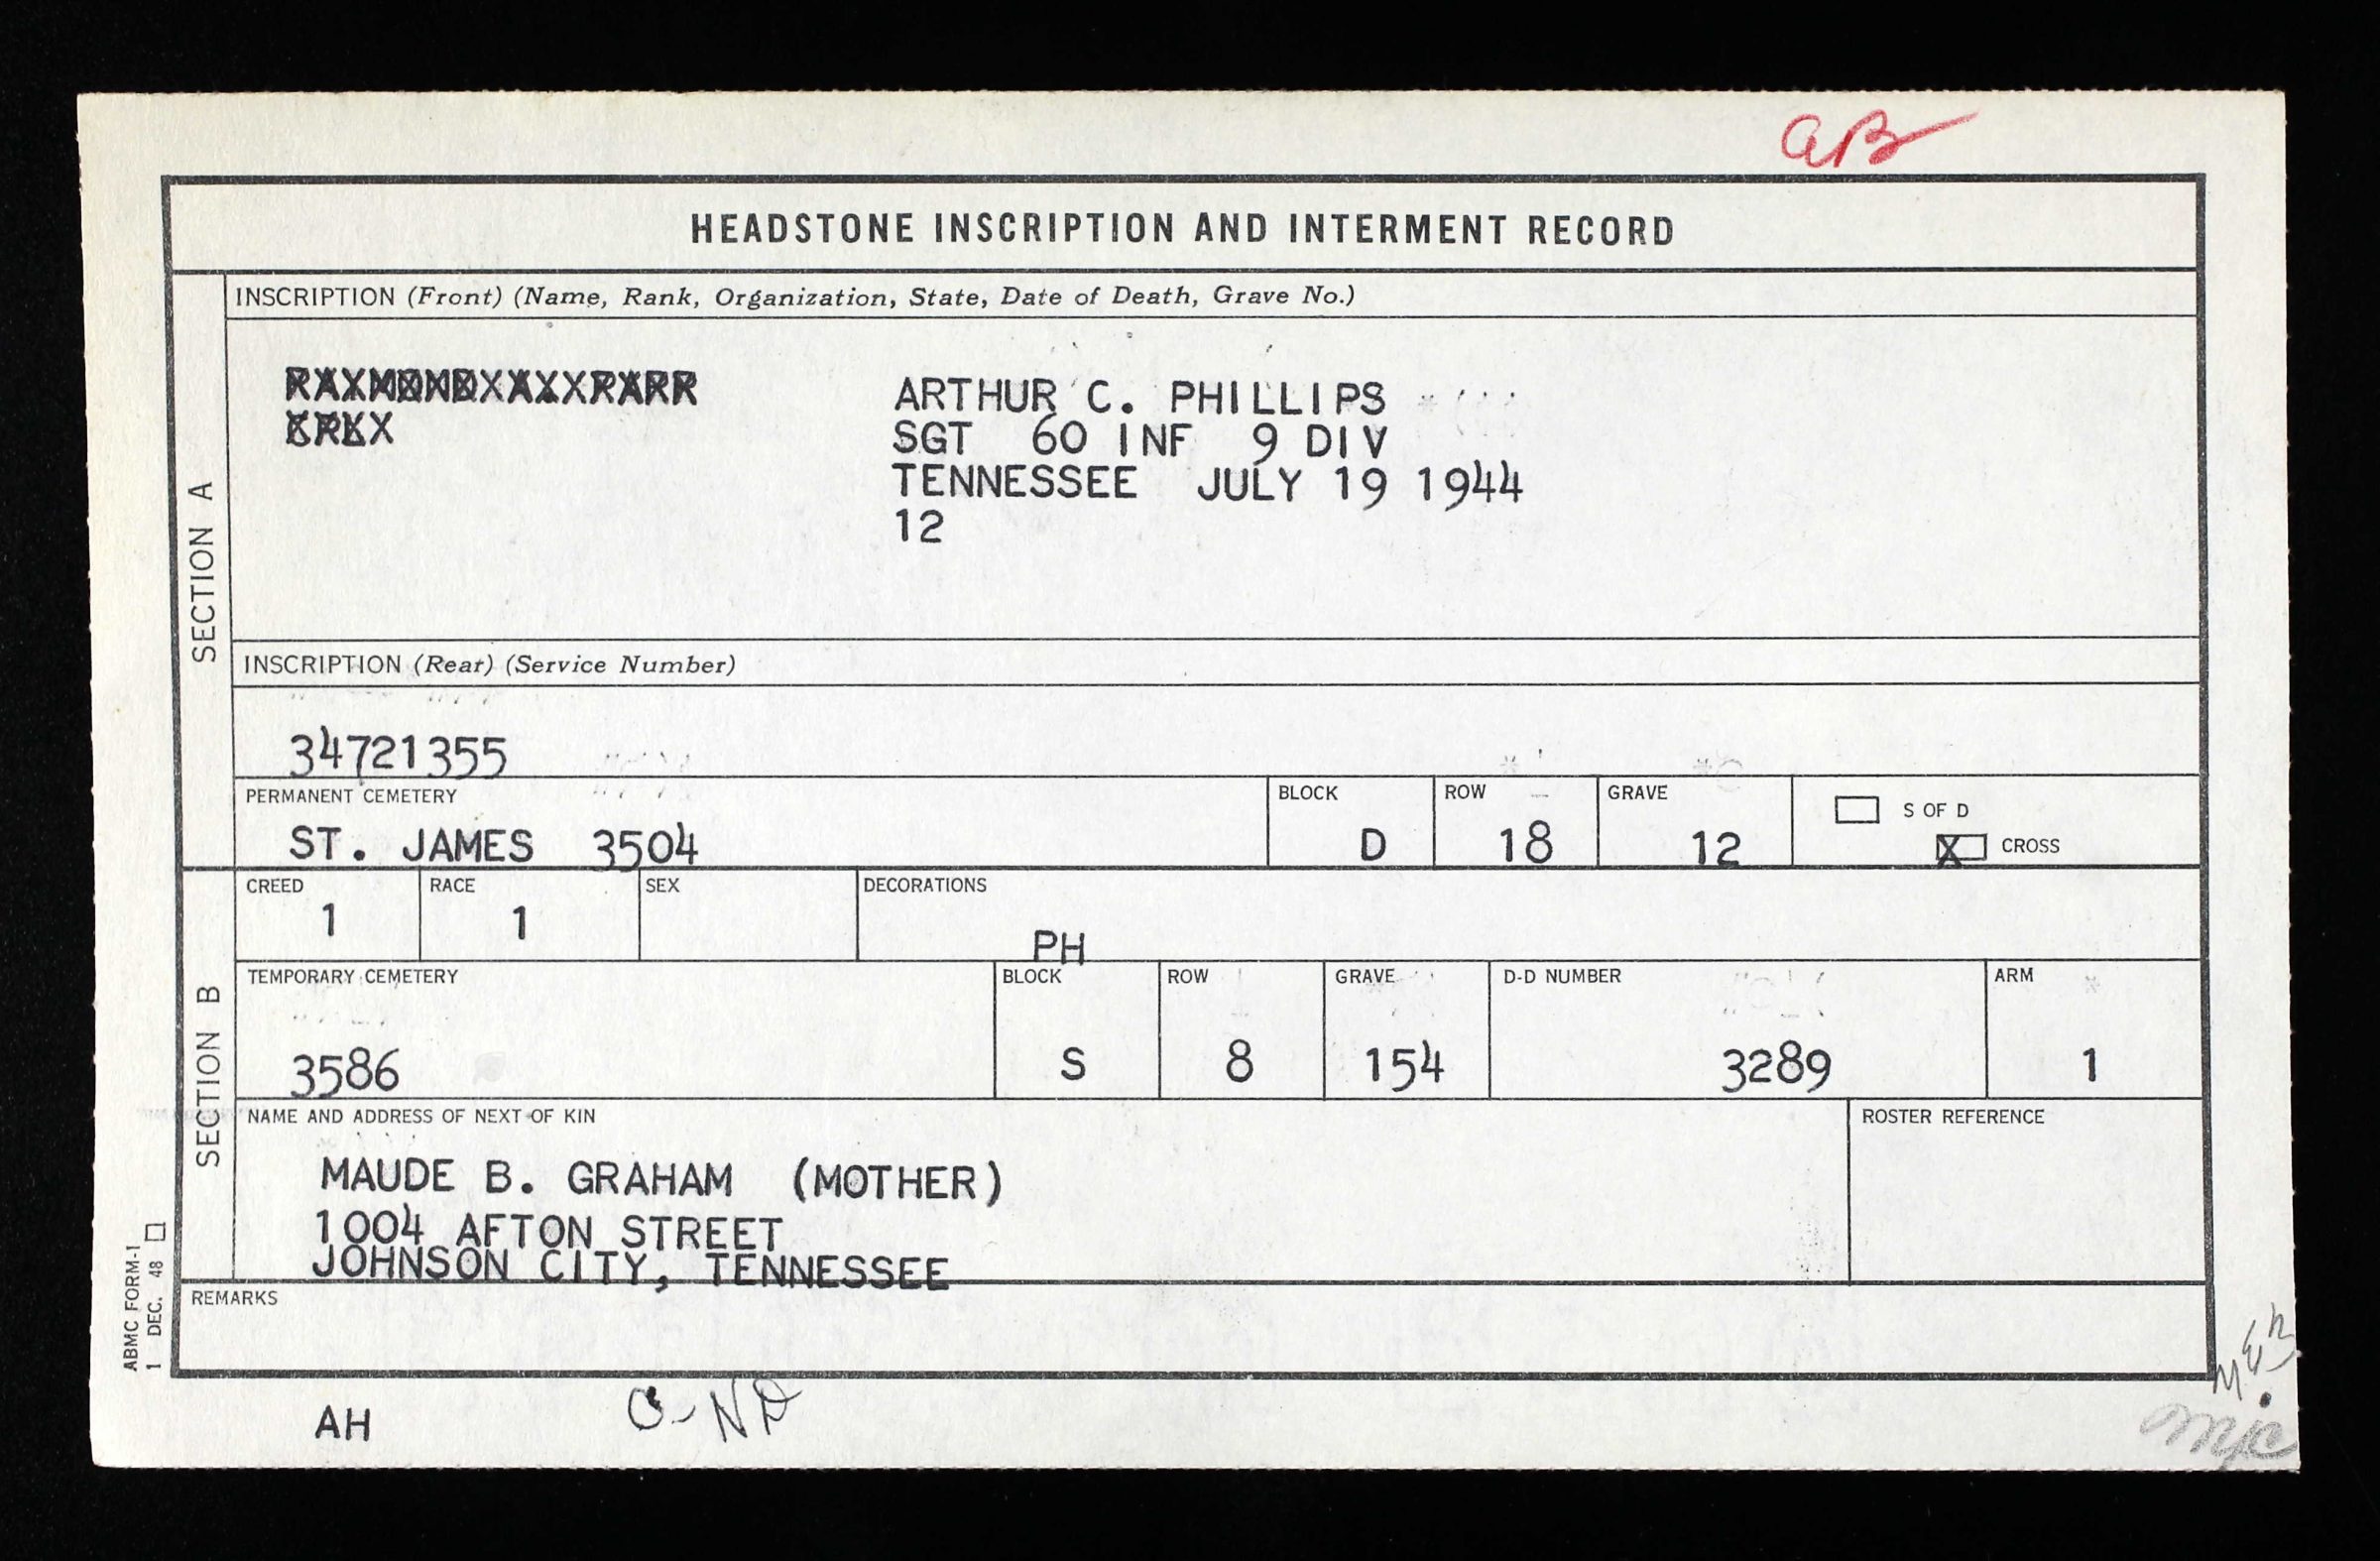 aB
HEADSTONE INSCRIPTION AND INTERMENT RECORD
SECTION A
INSCRIPTION (Front) (Name, Rank, Organization, State, Date of Death, Grave No.)
ARTHUR C. PHILLIPS
SGT 60 INF 9 DIV
TENNESSEE JULY 19 1944
12
INSCRIPTION (Rear) (Service Number)
34721355
PERMANENT CEMETERY BLOCK ROW GRAVE
ST. JAMES 3504 D 18 12
S OF D
X CROSS
SECTION B
CREED RACE SEX DECORATIONS
1 1 PH
TEMPORARY CEMETERY BLOCK ROW GRAVE D-D NUMBER ARM
3586 S 8 154 3289 1
NAME AND ADDRESS OF NEXT OF KIN ROSTER REFERENCE
MAUDE B. GRAHAM (MOTHER)
1004 AFTON STREET
JOHNSON CITY, TENNESSEE
REMARKS
ABMC FORM-1
1 DEC. 48
AH C-ND